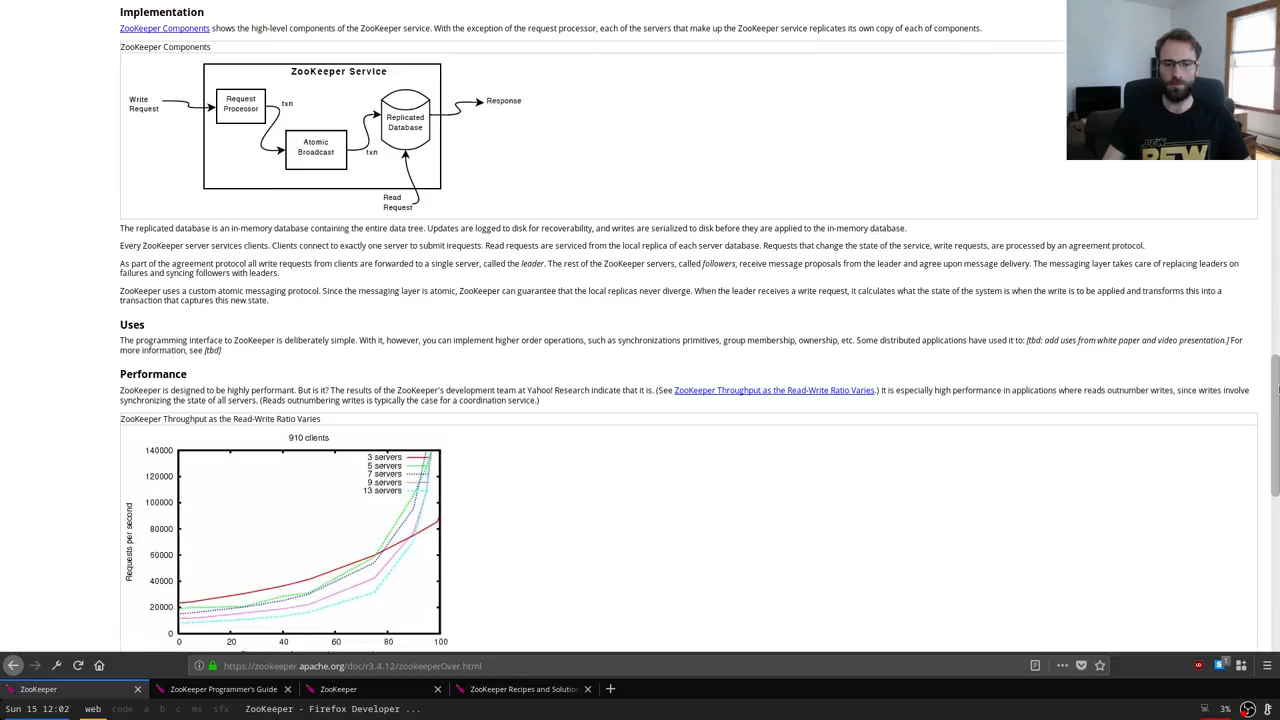 Implementation
ZooKeeper Components shows the high-level components of the ZooKeeper service. With the exception of the request processor, each of the servers that make up the ZooKeeper service replicates its own copy of each of components.
ZooKeeper Components
ZooKeeper Service
Write
Request
Request
Processor
txn
Atomic
Broadcast
txn
Replicated
Database
Response
Read
Request
The replicated database is an in-memory database containing the entire data tree. Updates are logged to disk for recoverability, and writes are serialized to disk before they are applied to the in-memory database.
Every ZooKeeper server services clients. Clients connect to exactly one server to submit irequests. Read requests are serviced from the local replica of each server database. Requests that change the state of the service, write requests, are processed by an agreement protocol.
As part of the agreement protocol all write requests from clients are forwarded to a single server, called the leader. The rest of the ZooKeeper servers, called followers, receive message proposals from the leader and agree upon message delivery. The messaging layer takes care of replacing leaders on
failures and syncing followers with leaders.
ZooKeeper uses a custom atomic messaging protocol. Since the messaging layer is atomic, ZooKeeper can guarantee that the local replicas never diverge. When the leader receives a write request, it calculates what the state of the system is when the write is to be applied and transforms this into a
transaction that captures this new state.
Uses
The programming interface to ZooKeeper is deliberately simple. With it, however, you can implement higher order operations, such as synchronizations primitives, group membership, ownership, etc. Some distributed applications have used it to: [tbd: add uses from white paper and video presentation.] For
more information, see [tbd]
Performance
ZooKeeper is designed to be highly performant. But is it? The results of the ZooKeeper's development team at Yahoo! Research indicate that it is. (See ZooKeeper Throughput as the Read-Write Ratio Varies.) It is especially high performance in applications where reads outnumber writes, since writes involve
synchronizing the state of all servers. (Reads outnumbering writes is typically the case for a coordination service.)
ZooKeeper Throughput as the Read-Write Ratio Varies
910 clients
140000
120000
100000
80000
60000
40000
20000
0
Requests per second
3 servers
5 servers
7 servers
9 servers
13 servers
0 20 40 60 80 100
PEW
PEW
https://zookeeper.apache.org/doc/r3.4.12/zookeeperOver.html
ZooKeeper
ZooKeeper Programmer's Guide
ZooKeeper
ZooKeeper Recipes and Solution
Sun 15 12:02 web code a b c mx sfx ZooKeeper - Firefox Developer ... 3%